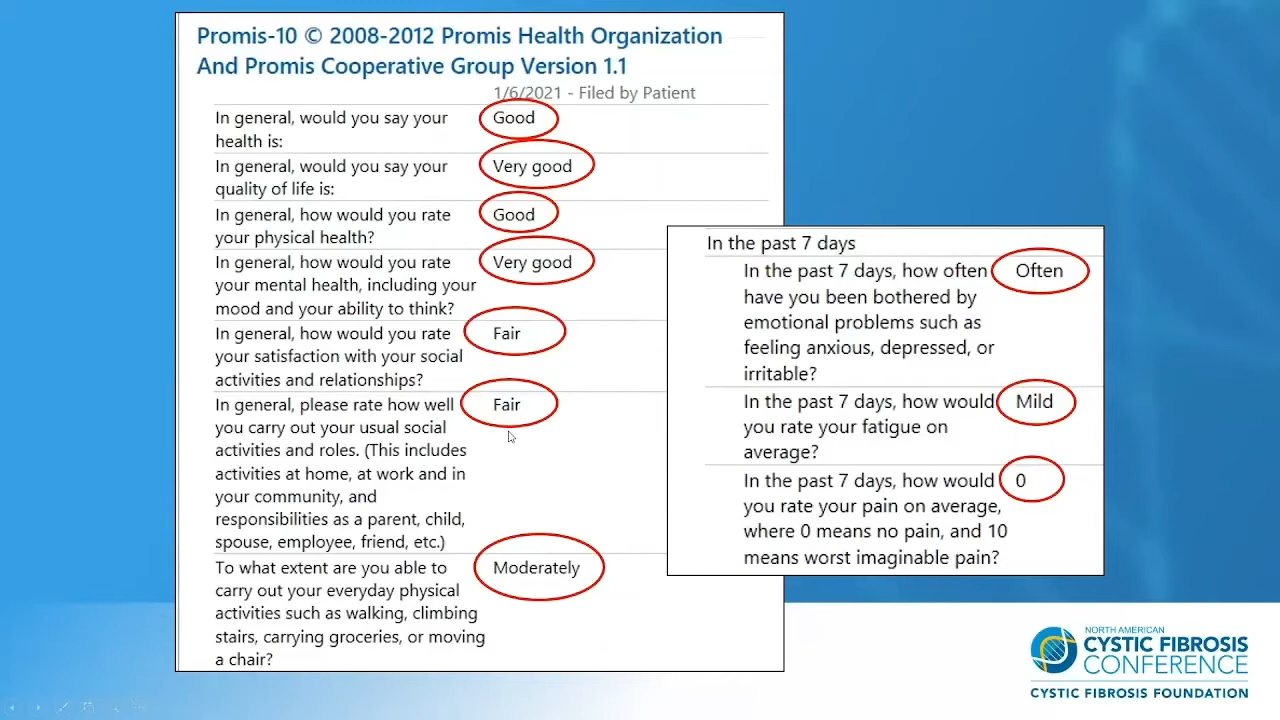 Promis-10 © 2008-2012 Promis Health Organization
And Promis Cooperative Group Version 1.1
1/6/2021 - Filed by Patient
In general, would you say your Good
health is:
In general, would you say your Very good
quality of life is:
In general, how would you rate Good
your physical health?
In general, how would you rate Very good
your mental health, including your
mood and your ability to think?
In general, how would you rate Fair
your satisfaction with your social
activities and relationships?
In general, please rate how well Fair
you carry out your usual social
activities and roles. (This includes
activities at home, at work and in
your community, and
responsibilities as a parent, child,
spouse, employee, friend, etc.)
To what extent are you able to Moderately
carry out your everyday physical
activities such as walking, climbing
stairs, carrying groceries, or moving
a chair?
In the past 7 days
In the past 7 days, how often Often
have you been bothered by
emotional problems such as
feeling anxious, depressed, or
irritable?
In the past 7 days, how would Mild
you rate your fatigue on
average?
In the past 7 days, how would 0
you rate your pain on average,
where 0 means no pain, and 10
means worst imaginable pain?
NORTH AMERICAN
CYSTIC FIBROSIS
CONFERENCE
CYSTIC FIBROSIS FOUNDATION